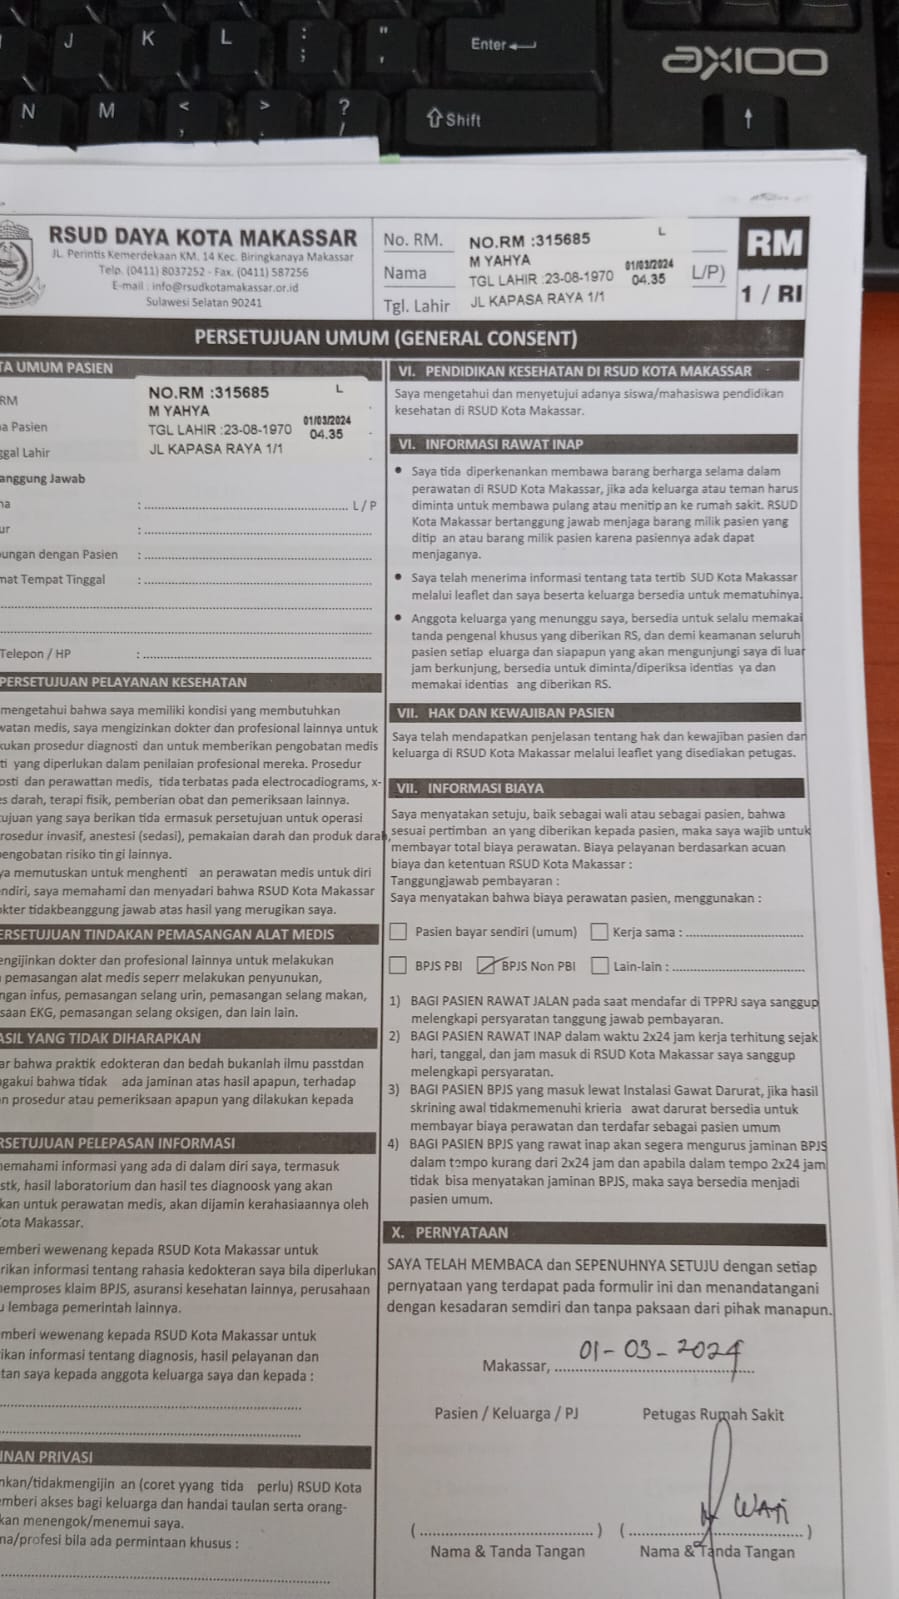 J K L : ; " ' Enter
AXIOO
N M < , > ? / Shift
RSUD DAYA KOTA MAKASSAR
JL. Perintis Kemerdekaan KM. 14 Kec. Biringkanaya Makassar
Telp. (0411) 8037252 - Fax. (0411) 587256
E-mail : info@rsudkotamakassar.or.id
Sulawesi Selatan 90241
No. RM.
Nama
Tgl. Lahir
NO.RM :315685 L
M YAHYA 01/03/2024
TGL LAHIR :23-08-1970 04.35
JL KAPASA RAYA 1/1
L/P)
RM
1 / RI
PERSETUJUAN UMUM (GENERAL CONSENT)
TA UMUM PASIEN
RM
a Pasien
ggal Lahir
NO.RM :315685 L
M YAHYA 01/03/2024
TGL LAHIR :23-08-1970 04.35
JL KAPASA RAYA 1/1
anggung Jawab
na : L / P
ur :
oungan dengan Pasien :
mat Tempat Tinggal :
Telepon / HP :
PERSETUJUAN PELAYANAN KESEHATAN
mengetahui bahwa saya memiliki kondisi yang membutuhkan
watan medis, saya mengizinkan dokter dan profesional lainnya untuk
kukan prosedur diagnosti dan untuk memberikan pengobatan medis
ti yang diperlukan dalam penilaian profesional mereka. Prosedur
osti dan perawattan medis, tida terbatas pada electrocadiograms, x-
es darah, terapi fisik, pemberian obat dan pemeriksaan lainnya.
tujuan yang saya berikan tida ermasuk persetujuan untuk operasi
rosedur invasif, anestesi (sedasi), pemakaian darah dan produk darah,
pengobatan risiko tin gi lainnya.
ya memutuskan untuk menghenti an perawatan medis untuk diri
ndiri, saya memahami dan menyadari bahwa RSUD Kota Makassar
okter tidakbeanggung jawab atas hasil yang merugikan saya.
ERSETUJUAN TINDAKAN PEMASANGAN ALAT MEDIS
engijinkan dokter dan profesional lainnya untuk melakukan
pemasangan alat medis seperr melakukan penyunukan,
ngan infus, pemasangan selang urin, pemasangan selang makan,
saan EKG, pemasangan selang oksigen, dan lain lain.
ASIL YANG TIDAK DIHARAPKAN
ar bahwa praktik edokteran dan bedah bukanlah ilmu passtdan
gakui bahwa tidak ada jaminan atas hasil apapun, terhadap
n prosedur atau pemeriksaan apapun yang dilakukan kepada
RSETUJUAN PELEPASAN INFORMASI
memahami informasi yang ada di dalam diri saya, termasuk
stk, hasil laboratorium dan hasil tes diagnoosk yang akan
kan untuk perawatan medis, akan dijamin kerahasiaannya oleh
Kota Makassar.
emberi wewenang kepada RSUD Kota Makassar untuk
rikan informasi tentang rahasia kedokteran saya bila diperlukan
nemproses klaim BPJS, asuransi kesehatan lainnya, perusahaan
u lembaga pemerintah lainnya.
mberi wewenang kepada RSUD Kota Makassar untuk
ikan informasi tentang diagnosis, hasil pelayanan dan
tan saya kepada anggota keluarga saya dan kepada :
INAN PRIVASI
nkan/tidakmengijin an (coret yyang tida perlu) RSUD Kota
emberi akses bagi keluarga dan handai taulan serta orang-
kan menengok/menemui saya.
na/profesi bila ada permintaan khusus :
VI. PENDIDIKAN KESEHATAN DI RSUD KOTA MAKASSAR
Saya mengetahui dan menyetujui adanya siswa/mahasiswa pendidikan
kesehatan di RSUD Kota Makassar.
VI. INFORMASI RAWAT INAP
• Saya tida diperkenankan membawa barang berharga selama dalam
perawatan di RSUD Kota Makassar, jika ada keluarga atau teman harus
diminta untuk membawa pulang atau menitip an ke rumah sakit. RSUD
Kota Makassar bertanggung jawab menjaga barang milik pasien yang
ditip an atau barang milik pasien karena pasiennya adak dapat
menjaganya.
• Saya telah menerima informasi tentang tata tertib SUD Kota Makassar
melalui leaflet dan saya beserta keluarga bersedia untuk mematuhinya.
• Anggota keluarga yang menunggu saya, bersedia untuk selalu memakai
tanda pengenal khusus yang diberikan RS, dan demi keamanan seluruh
pasien setiap eluarga dan siapapun yang akan mengunjungi saya di luar
jam berkunjung, bersedia untuk diminta/diperiksa identias ya dan
memakai identias ang diberikan RS.
VII. HAK DAN KEWAJIBAN PASIEN
Saya telah mendapatkan penjelasan tentang hak dan kewajiban pasien dan
keluarga di RSUD Kota Makassar melalui leaflet yang disediakan petugas.
VII. INFORMASI BIAYA
Saya menyatakan setuju, baik sebagai wali atau sebagai pasien, bahwa
sesuai pertimban an yang diberikan kepada pasien, maka saya wajib untuk
membayar total biaya perawatan. Biaya pelayanan berdasarkan acuan
biaya dan ketentuan RSUD Kota Makassar :
Tanggungjawab pembayaran :
Saya menyatakan bahwa biaya perawatan pasien, menggunakan :
Pasien bayar sendiri (umum) Kerja sama :
BPJS PBI BPJS Non PBI Lain-lain :
1) BAGI PASIEN RAWAT JALAN pada saat mendafar di TPPRJ saya sanggup
melengkapi persyaratan tanggung jawab pembayaran.
2) BAGI PASIEN RAWAT INAP dalam waktu 2x24 jam kerja terhitung sejak
hari, tanggal, dan jam masuk di RSUD Kota Makassar saya sanggup
melengkapi persyaratan.
3) BAGI PASIEN BPJS yang masuk lewat Instalasi Gawat Darurat, jika hasil
skrining awal tidakmemenuhi krieria awat darurat bersedia untuk
membayar biaya perawatan dan terdafar sebagai pasien umum
4) BAGI PASIEN BPJS yang rawat inap akan segera mengurus jaminan BPJS
dalam tempo kurang dari 2x24 jam dan apabila dalam tempo 2x24 jam
tidak bisa menyatakan jaminan BPJS, maka saya bersedia menjadi
pasien umum.
X. PERNYATAAN
SAYA TELAH MEMBACA dan SEPENUHNYA SETUJU dengan setiap
pernyataan yang terdapat pada formulir ini dan menandatangani
dengan kesadaran semdiri dan tanpa paksaan dari pihak manapun.
Makassar, 01-03-2024
Pasien / Keluarga / PJ Petugas Rumah Sakit
WATI
( ) ( )
Nama & Tanda Tangan Nama & Tanda Tangan